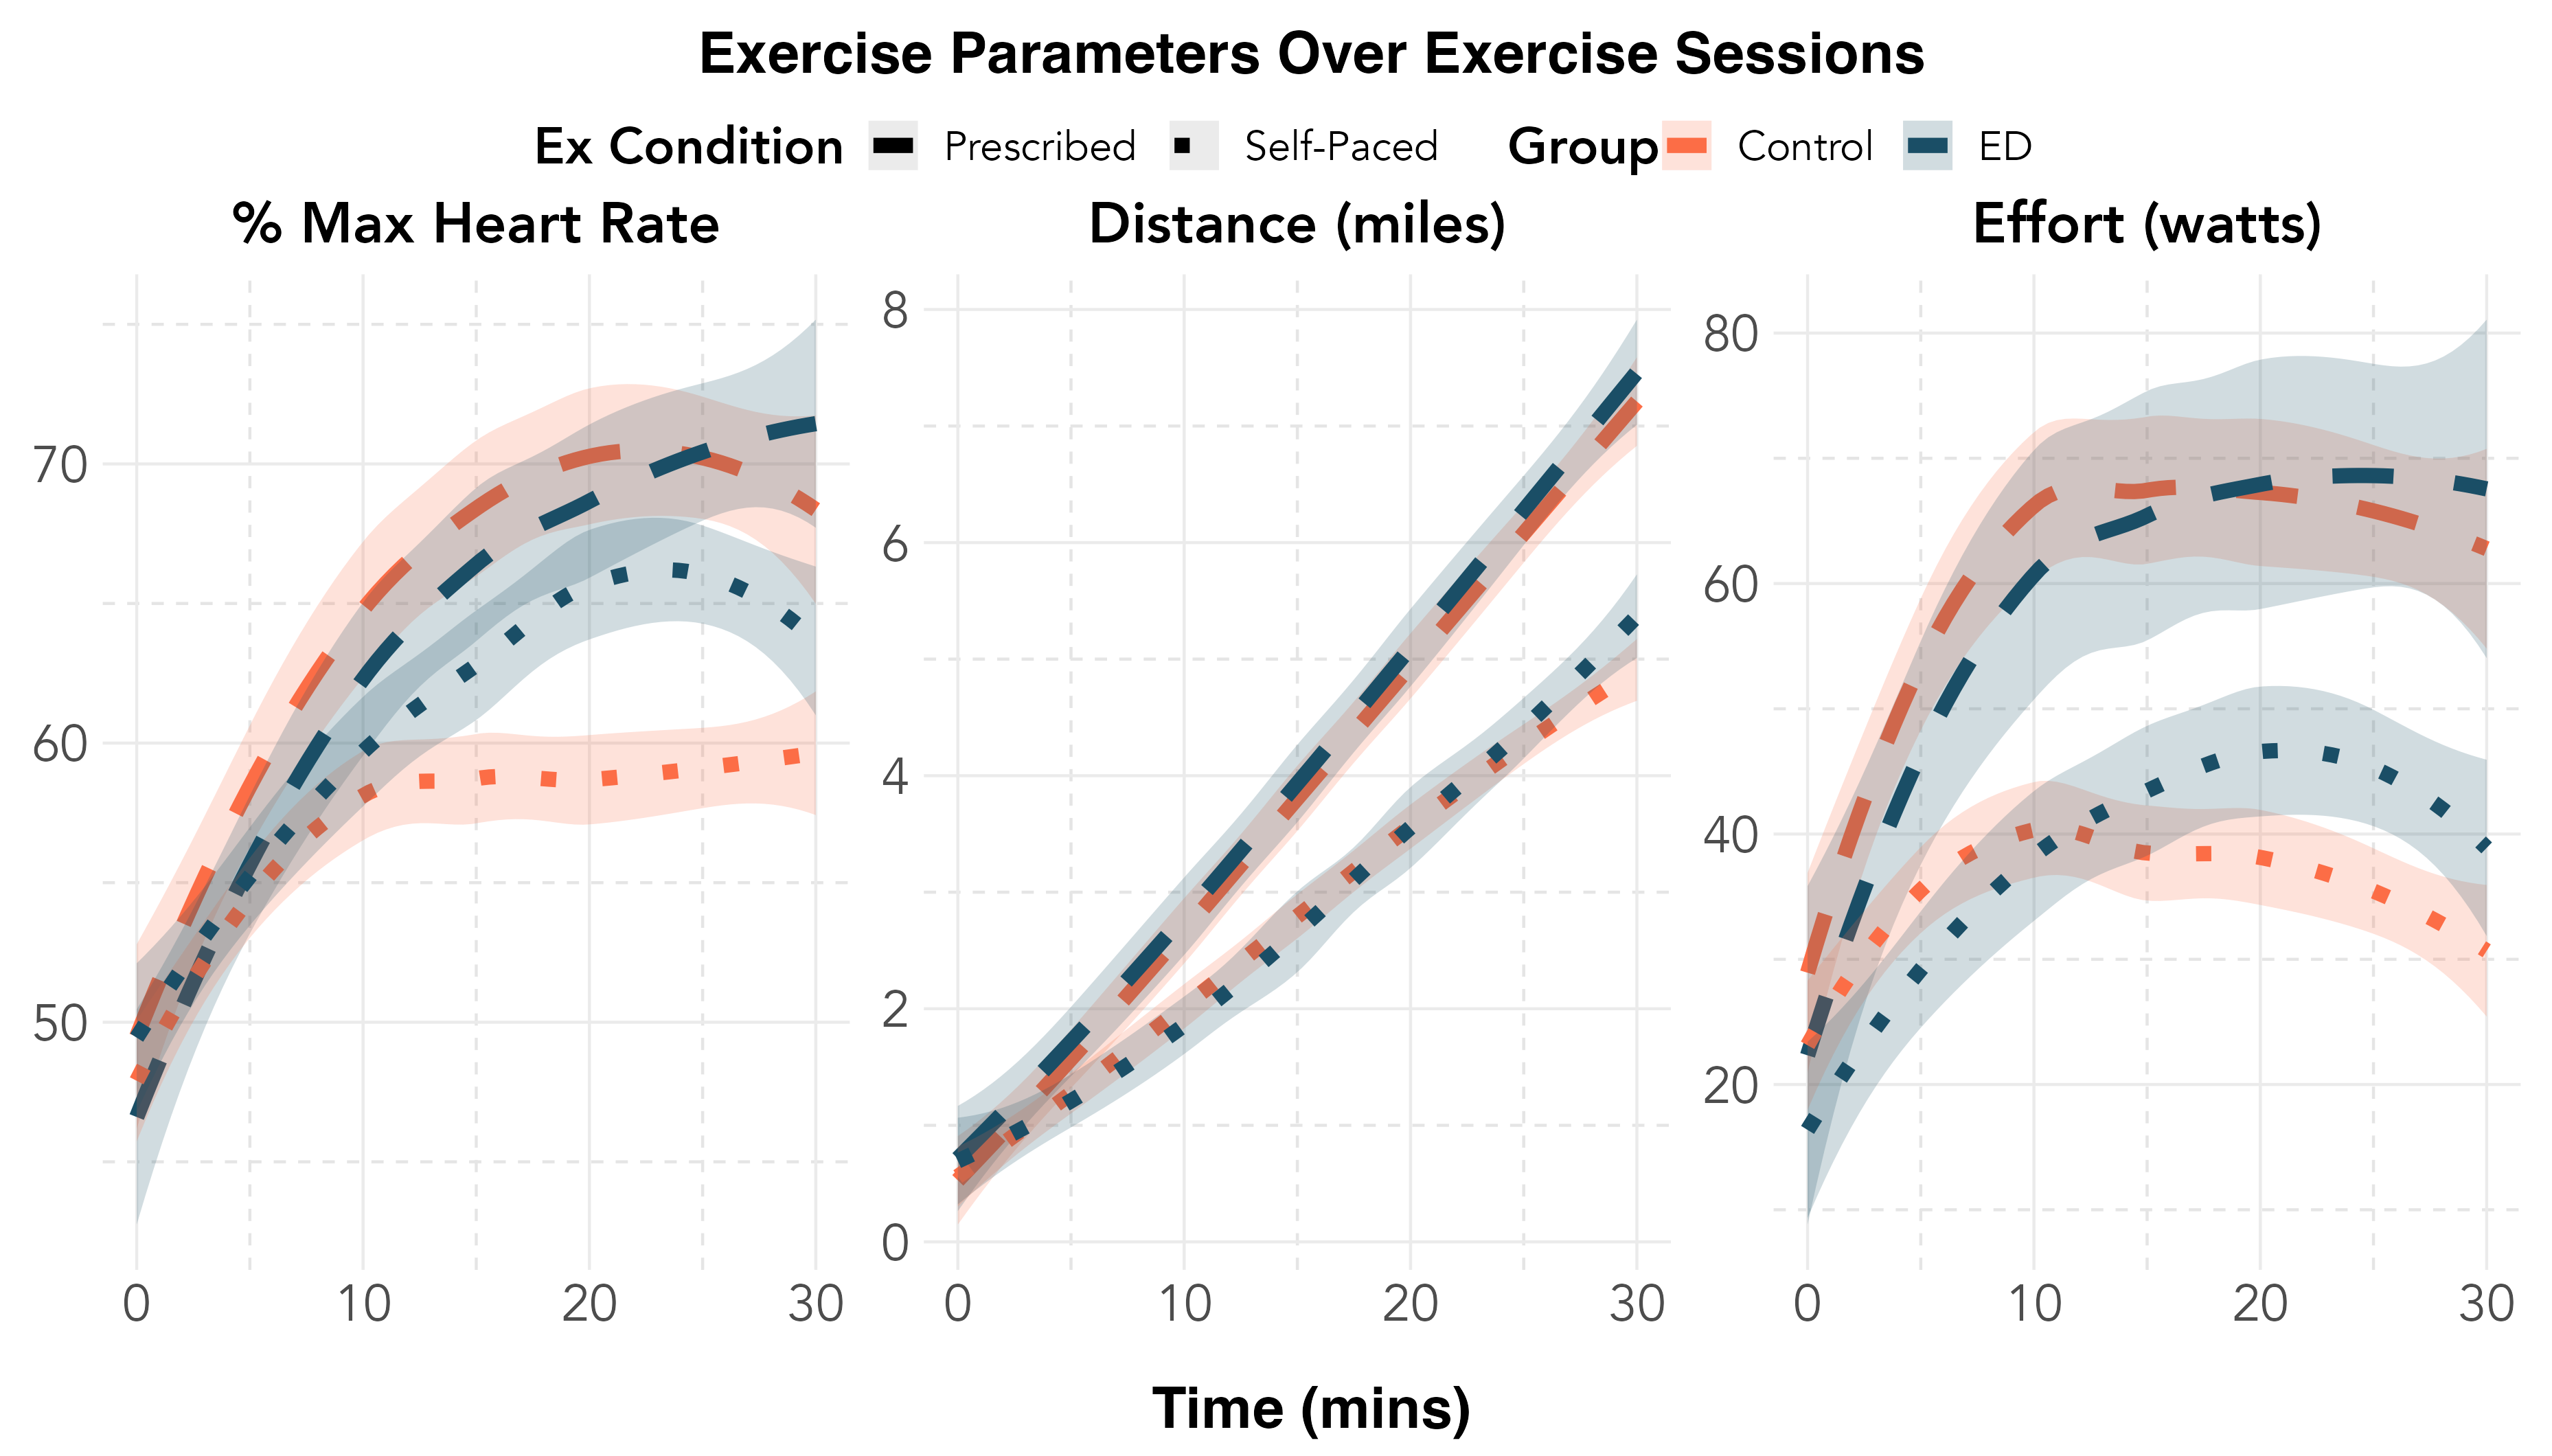 Exercise Parameters Over Exercise Sessions
Ex Condition Prescribed Self-Paced Group Control ED
% Max Heart Rate Distance (miles) Effort (watts)
70
60
50
0 10 20 30
8
6
4
2
0
0 10 20 30
80
60
40
20
0 10 20 30
Time (mins)